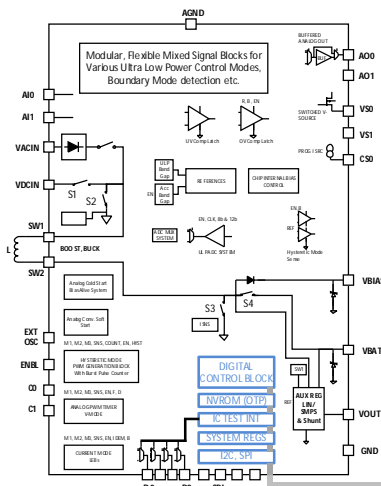 AGND
Modular, Flexible Mixed Signal Blocks for
Various Ultra Low Power Control Modes,
Boundary Mode detection etc.
BUFFERED
ANALOG OUT
BUF
AO0
AO1
AI0
AI1
R, B, EN
UV Comp Latch
OV Comp Latch
SWITCHED V-
SOURCE
VS0
VS1
PROG I SRC
CS0
VACIN
VDCIN
S1
S2
ULP
Band
Gap
EN
Acc
Band
Gap
REFERENCES
CHIP INTERNAL BIAS
CONTROL
SW1
L
BOOST, BUCK
SW2
ADC MUX
SYSTEM
EN, CLK, 8b & 12b
ULP ADC SYSTEM
EN, B
REF
Hysteretic Mode
Sense
Analog Cold Start
Bias Alive System
Analog Conv. Soft
Start
S3
S4
ISNS
VBIAS
EXT
OSC
M1, M2, M3, SNS, COUNT, EN, HIST
ENBL
HYSTERETIC MODE
PWM GENERATION BLOCK
With Burst Pulse Counter
C0
M1, M2, M3, SNS, EN, F, D
C1
ANALOG PWM TIMER
V MODE
M1, M2, M3, SNS, EN, IDEM, B
CURRENT MODE
DIGITAL
CONTROL BLOCK
NVROM (OTP)
IC TEST INT
SYSTEM REGS
I2C, SPI
SWI
REF
AUX REG
LIN/
SMPS
& Shunt
VBAT
VOUT
GND